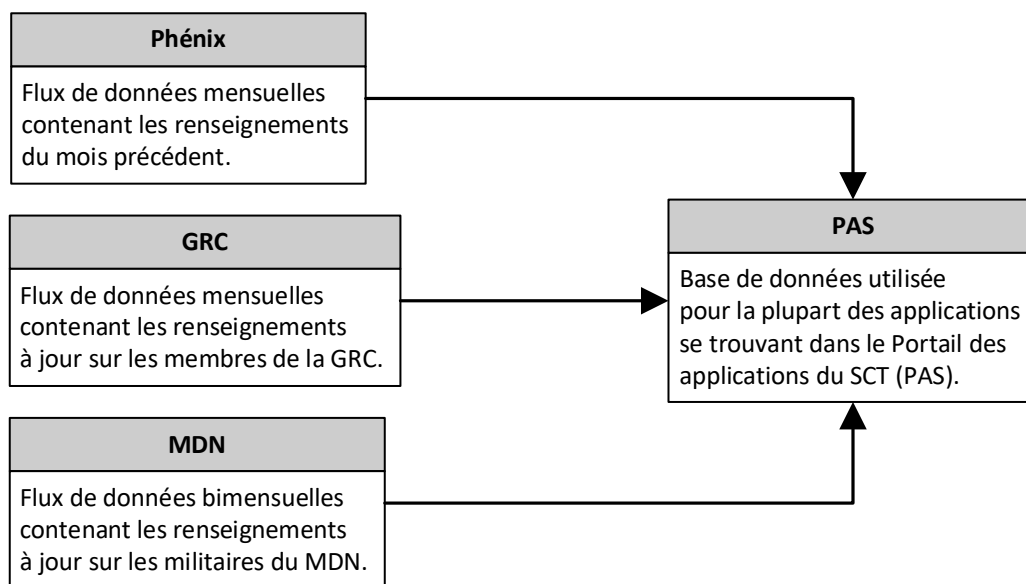 Phénix
Flux de données mensuelles
contenant les renseignements
du mois précédent.
GRC
Flux de données mensuelles
contenant les renseignements
à jour sur les membres de la GRC.
MDN
Flux de données bimensuelles
contenant les renseignements
à jour sur les militaires du MDN.
PAS
Base de données utilisée
pour la plupart des applications
se trouvant dans le Portail des
applications du SCT (PAS).